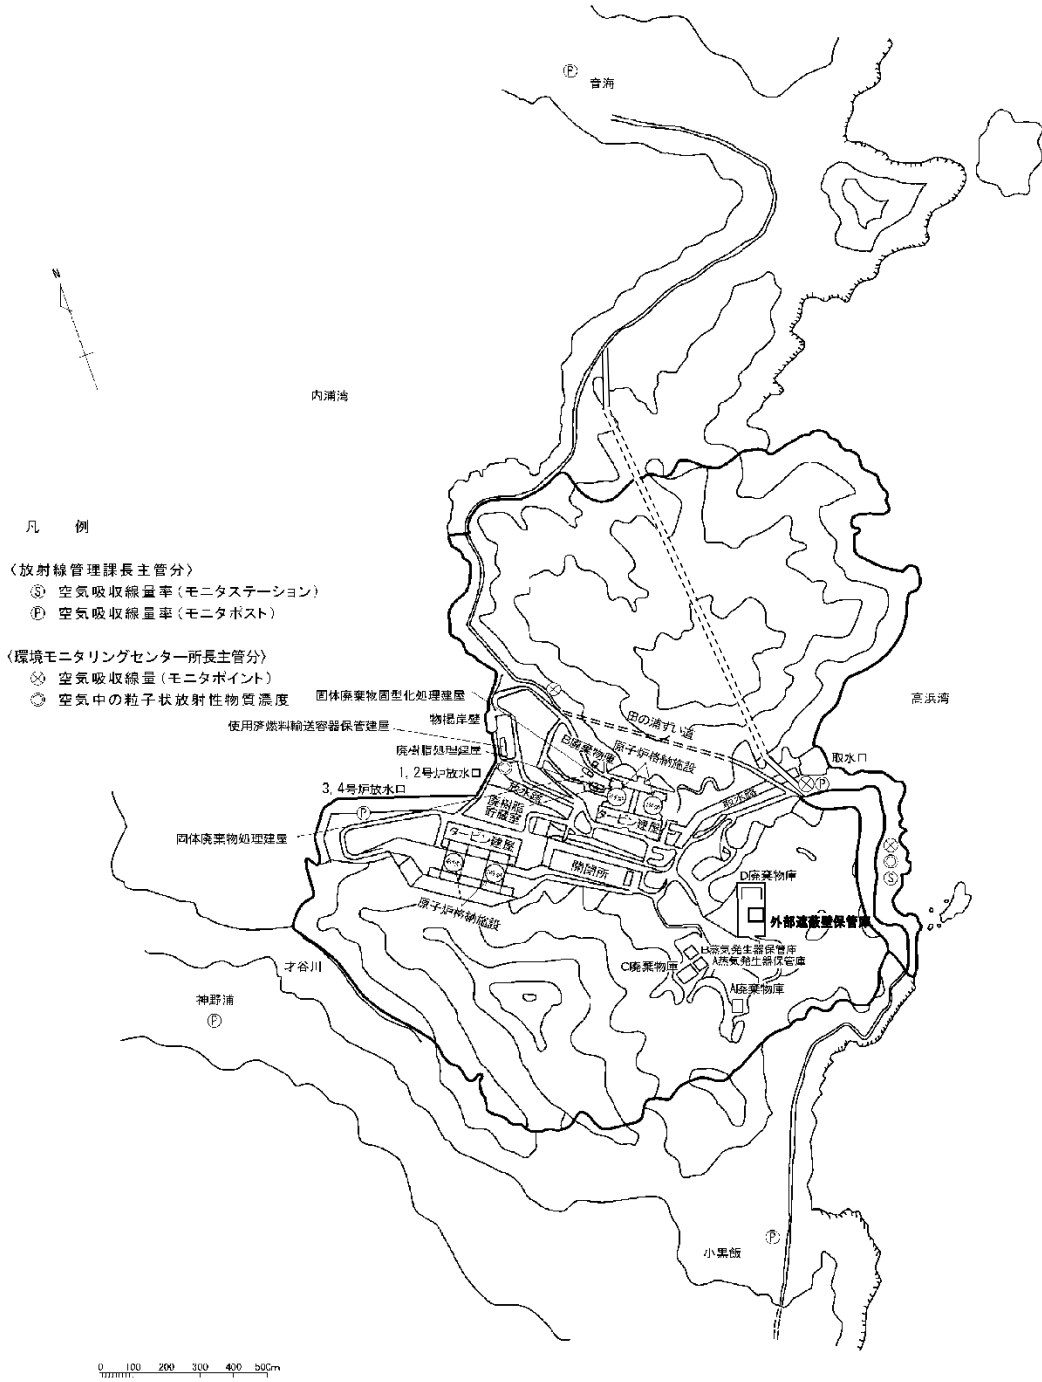 Ⓟ
音海
N
内浦湾
凡 例
〈放射線管理課長主管分〉
Ⓢ 空気吸収線量率(モニタステーション)
Ⓟ 空気吸収線量率(モニタポスト)
〈環境モニタリングセンター所長主管分〉
⊗ 空気吸収線量(モニタポイント)
◎ 空気中の粒子状放射性物質濃度
高浜湾
固体廃棄物固型化処理建屋
物揚岸壁
使用済燃料輸送容器保管建屋
廃樹脂処理建屋
1,2号炉放水口
3,4号炉放水口
固体廃棄物処理建屋
田の浦ずい道
B廃棄物庫
原子炉格納施設
取水口
Ⓟ
放水路
取水路
廃樹脂
貯蔵室
タービン建屋
Ⓟ
タービン建屋
開閉所
Ⓢ
D廃棄物庫
外部遮蔽壁保管庫
原子炉格納施設
B蒸気発生器保管庫
A蒸気発生器保管庫
C廃棄物庫
A廃棄物庫
才谷川
神野浦
Ⓟ
Ⓟ
小黒飯
0 100 200 300 400 500m